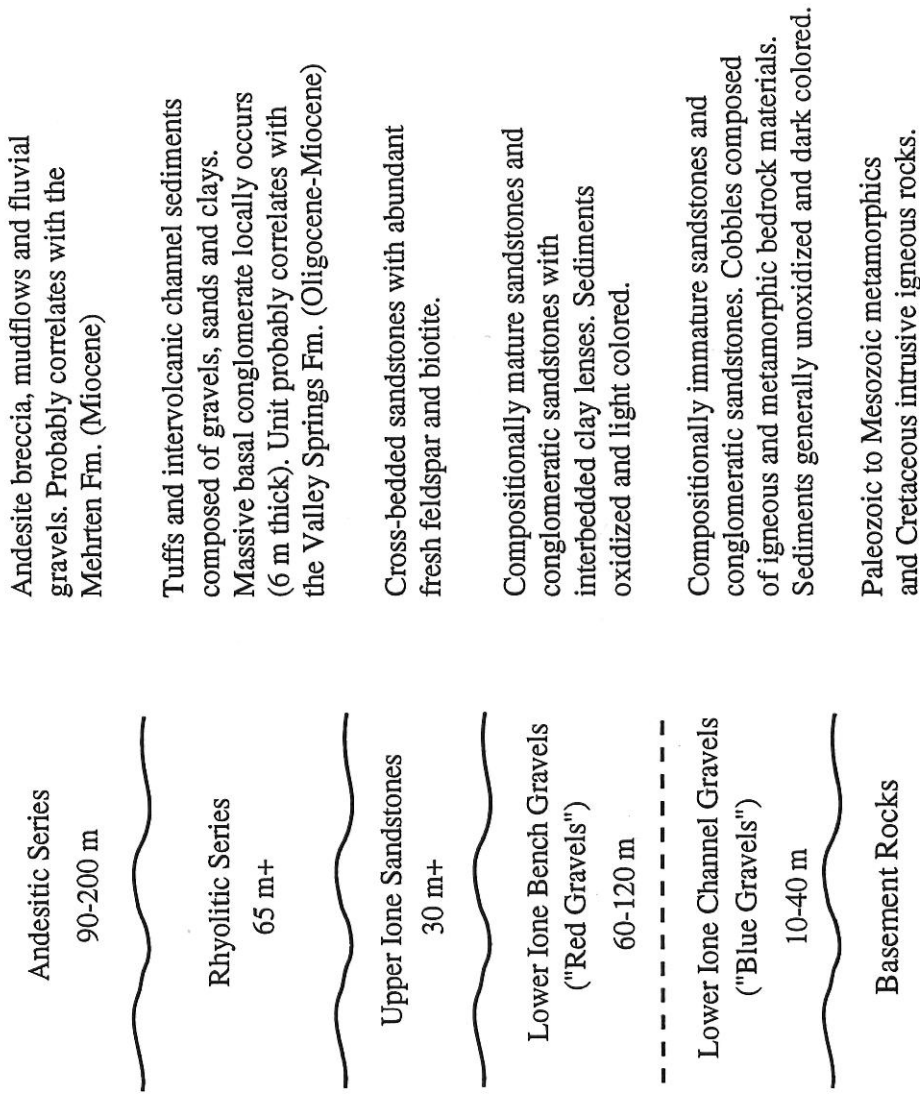 Andesitic Series
90-200 m
Andesite breccia, mudflows and fluvial
gravels. Probably correlates with the
Mehrten Fm. (Miocene)
Rhyolitic Series
65 m+
Tuffs and intervolcanic channel sediments
composed of gravels, sands and clays.
Massive basal conglomerate locally occurs
(6 m thick). Unit probably correlates with
the Valley Springs Fm. (Oligocene-Miocene)
Upper Ione Sandstones
30 m+
Cross-bedded sandstones with abundant
fresh feldspar and biotite.
Lower Ione Bench Gravels
("Red Gravels")
60-120 m
Compositionally mature sandstones and
conglomeratic sandstones with
interbedded clay lenses. Sediments
oxidized and light colored.
Lower Ione Channel Gravels
("Blue Gravels")
10-40 m
Compositionally immature sandstones and
conglomeratic sandstones. Cobbles composed
of igneous and metamorphic bedrock materials.
Sediments generally unoxidized and dark colored.
Basement Rocks
Paleozoic to Mesozoic metamorphics
and Cretaceous intrusive igneous rocks.